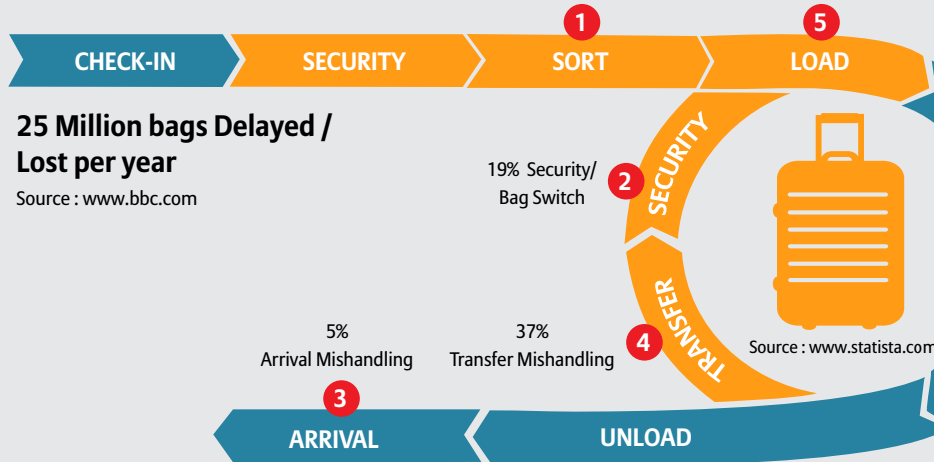 1
5
CHECK-IN
SECURITY
SORT
LOAD
25 Million bags Delayed /
Lost per year
Source : www.bbc.com
19% Security/
Bag Switch
2
SECURITY
TRANSFER
4
Source : www.statista.com
5%
Arrival Mishandling
37%
Transfer Mishandling
3
ARRIVAL
UNLOAD